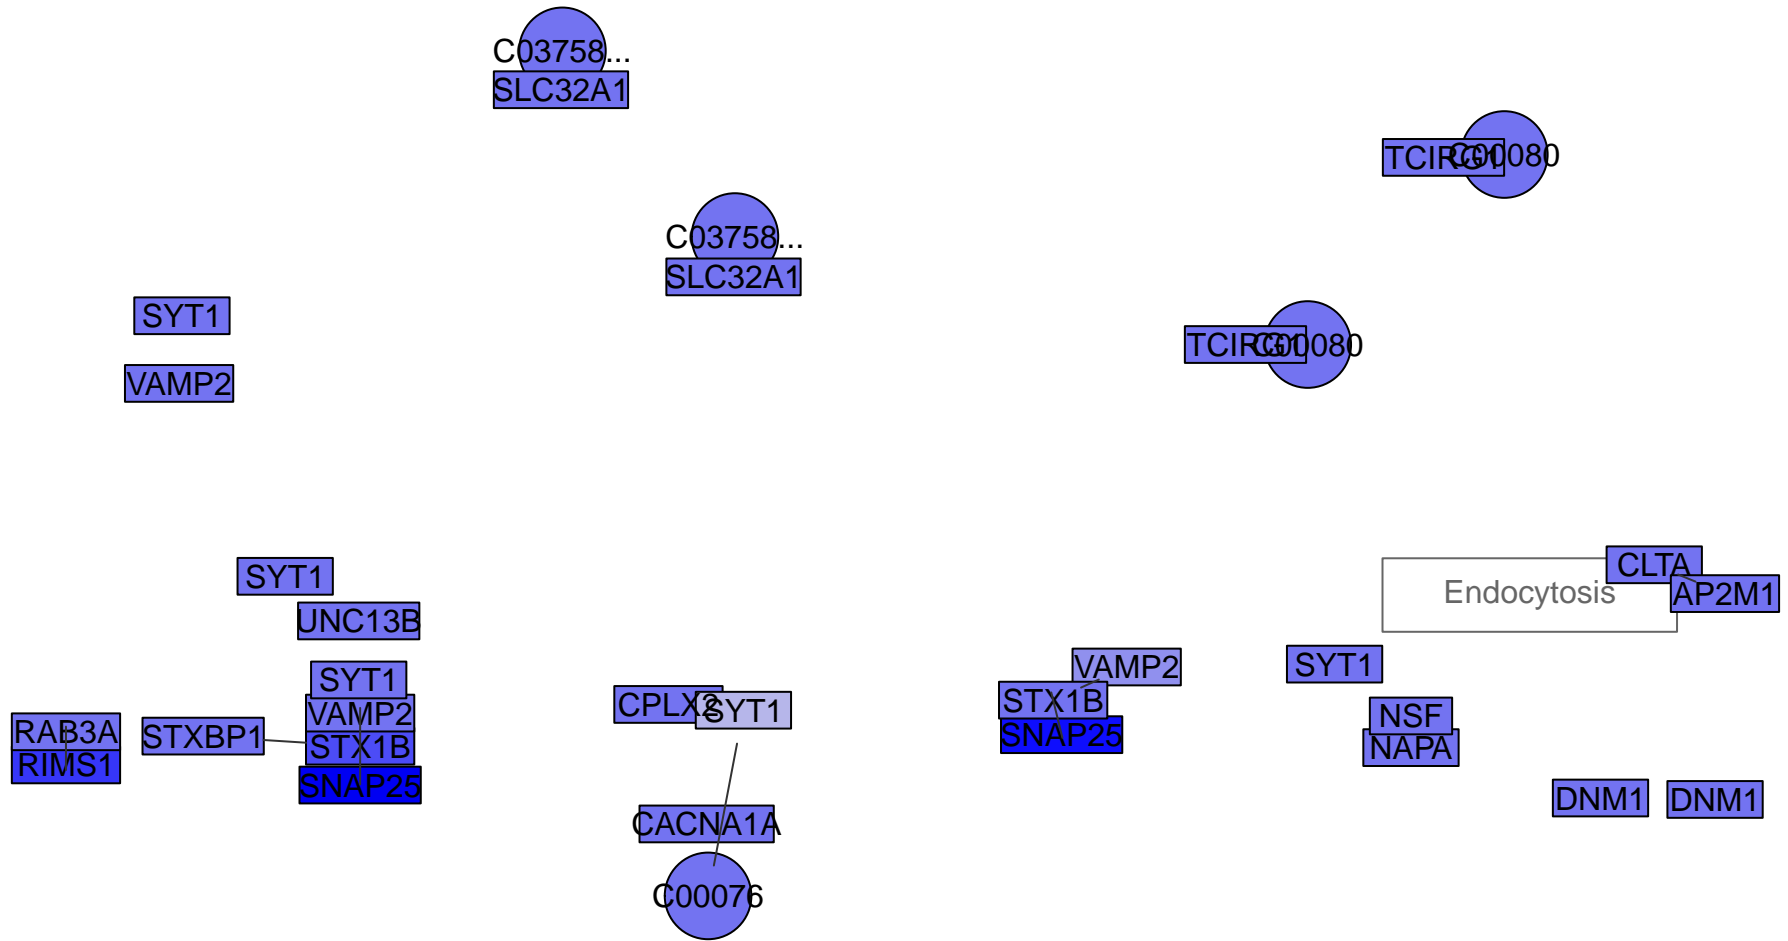 C03758...
SLC32A1
TCIRG1
C00080
C03758...
SLC32A1
SYT1
TCIRG1
C00080
VAMP2
SYT1
UNC13B
CLTA
Endocytosis
AP2M1
SYT1
VAMP2
RAB3A
RIMS1
STXBP1
VAMP2
STX1B
SNAP25
CPLX2
SYT1
CACNA1A
C00076
STX1B
SNAP25
SYT1
NSF
NAPA
DNM1
DNM1